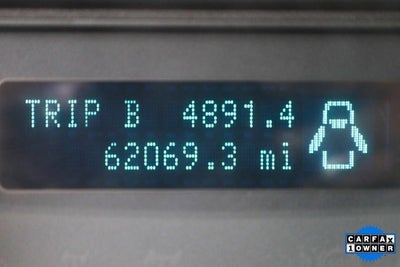 TRIP B 4891.4
62069.3 mi
CARFAX
1OWNER